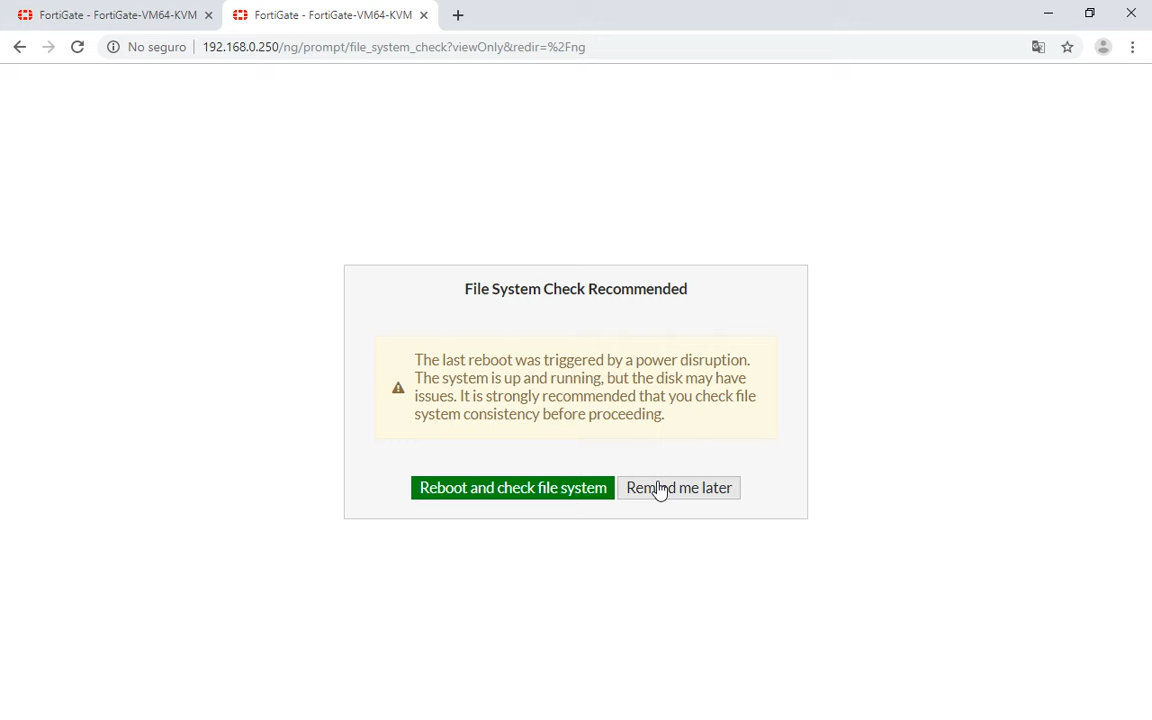 FortiGate - FortiGate-VM64-KVM
FortiGate - FortiGate-VM64-KVM
No seguro
192.168.0.250/ng/prompt/file_system_check?viewOnly&redir=%2Fng
File System Check Recommended
The last reboot was triggered by a power disruption.
The system is up and running, but the disk may have
issues. It is strongly recommended that you check file
system consistency before proceeding.
Reboot and check file system
Remind me later